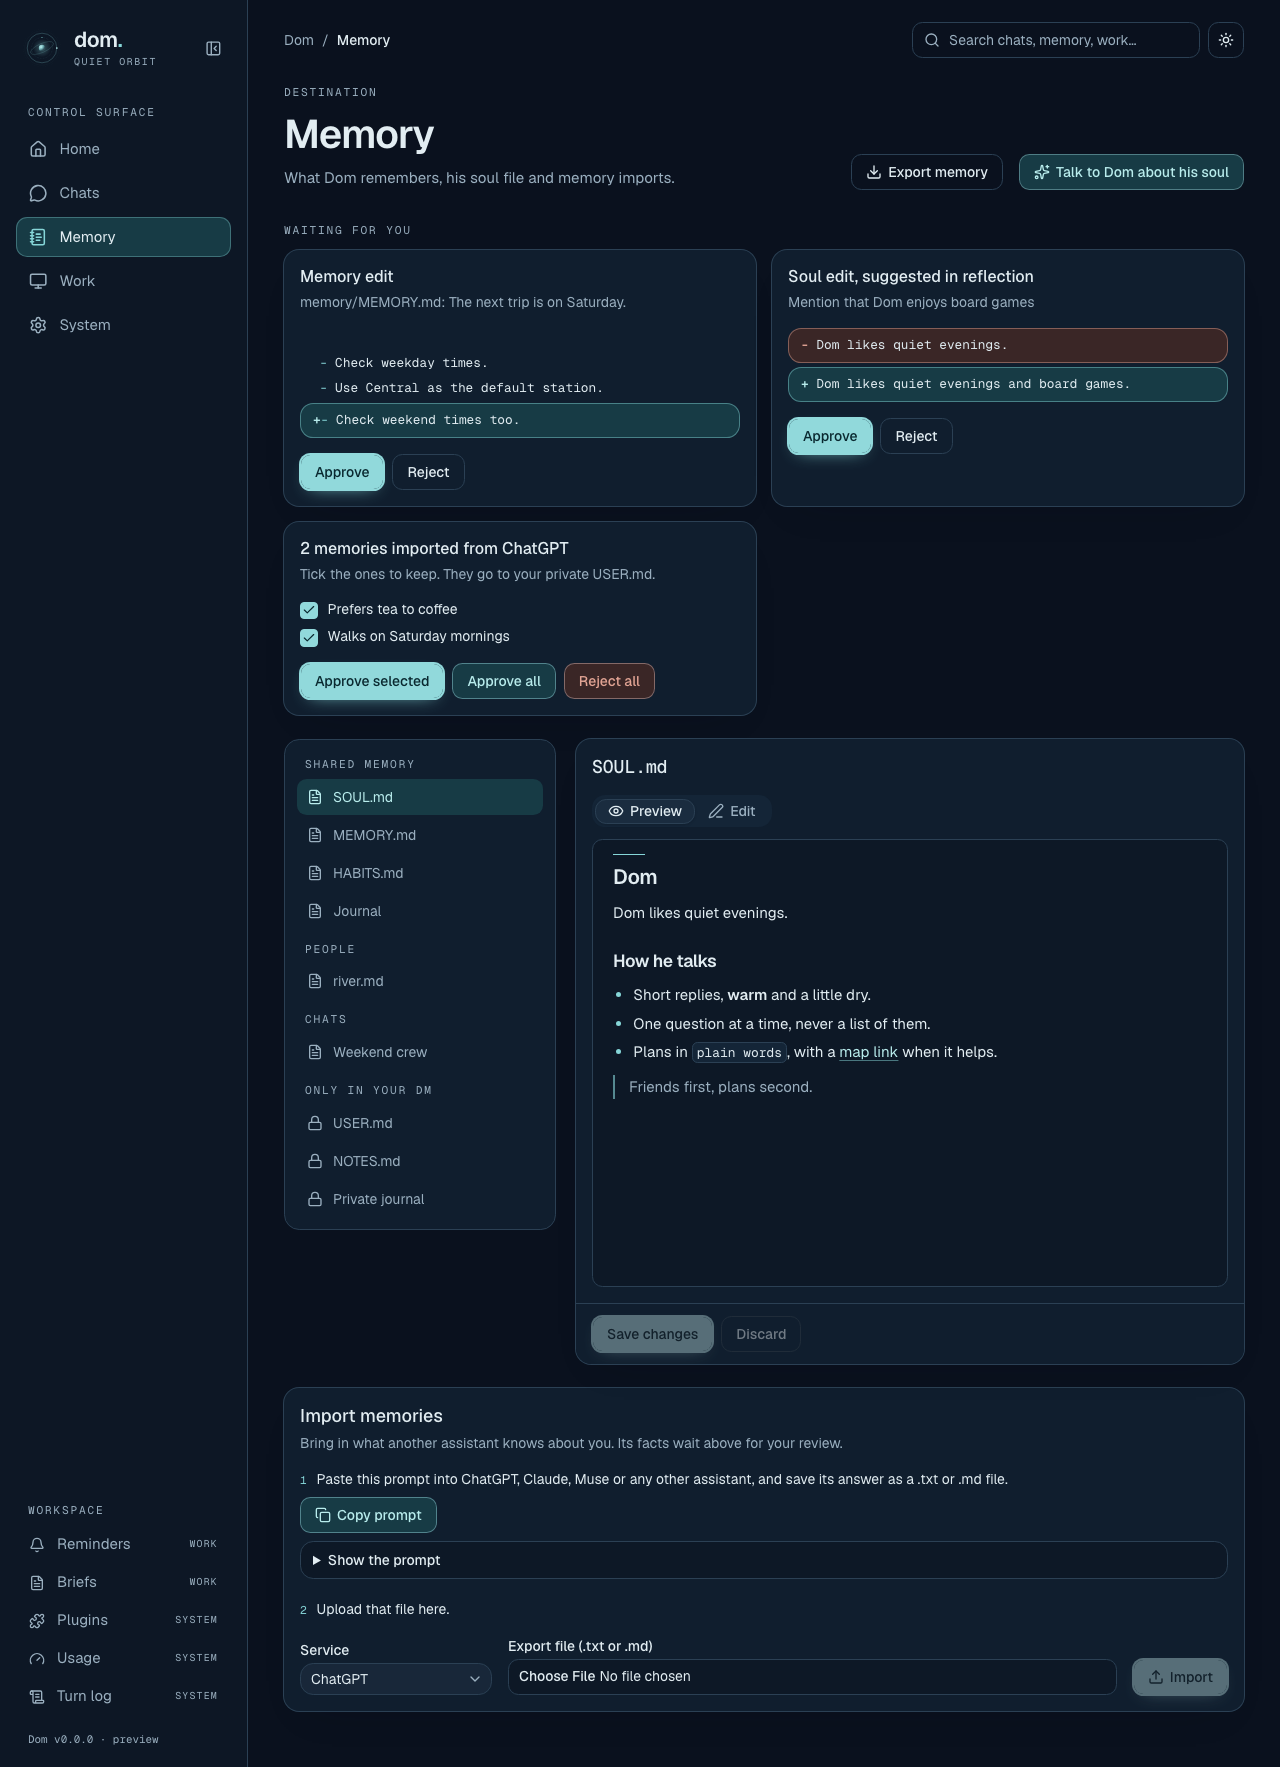 dom.
QUIET ORBIT
CONTROL SURFACE
Home
Chats
Memory
Work
System
WORKSPACE
Reminders WORK
Briefs WORK
Plugins SYSTEM
Usage SYSTEM
Turn log SYSTEM
Dom v0.0.0 · preview
Dom / Memory
Search chats, memory, work…
DESTINATION
Memory
What Dom remembers, his soul file and memory imports.
Export memory
Talk to Dom about his soul
WAITING FOR YOU
Memory edit
memory/MEMORY.md: The next trip is on Saturday.
- Check weekday times.
- Use Central as the default station.
+- Check weekend times too.
Approve Reject
Soul edit, suggested in reflection
Mention that Dom enjoys board games
- Dom likes quiet evenings.
+ Dom likes quiet evenings and board games.
Approve Reject
2 memories imported from ChatGPT
Tick the ones to keep. They go to your private USER.md.
Prefers tea to coffee
Walks on Saturday mornings
Approve selected Approve all Reject all
SHARED MEMORY
SOUL.md
MEMORY.md
HABITS.md
Journal
PEOPLE
river.md
CHATS
Weekend crew
ONLY IN YOUR DM
USER.md
NOTES.md
Private journal
SOUL.md
Preview Edit
Dom
Dom likes quiet evenings.
How he talks
• Short replies, warm and a little dry.
• One question at a time, never a list of them.
• Plans in plain words, with a map link when it helps.
Friends first, plans second.
Save changes Discard
Import memories
Bring in what another assistant knows about you. Its facts wait above for your review.
1 Paste this prompt into ChatGPT, Claude, Muse or any other assistant, and save its answer as a .txt or .md file.
Copy prompt
Show the prompt
2 Upload that file here.
Service
ChatGPT
Export file (.txt or .md)
Choose File No file chosen
Import